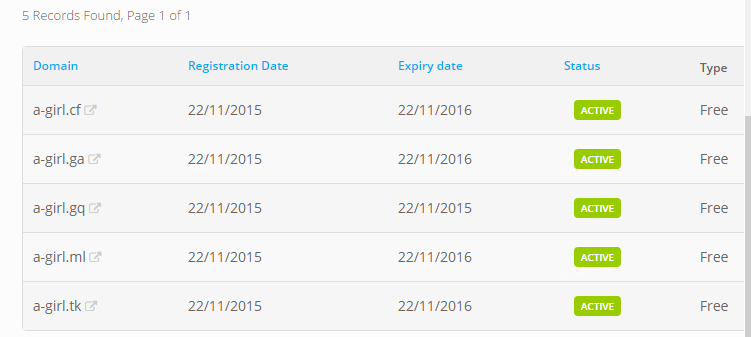 5 Records Found, Page 1 of 1
Domain Registration Date Expiry date Status Type
a-girl.cf 22/11/2015 22/11/2016 ACTIVE Free
a-girl.ga 22/11/2015 22/11/2016 ACTIVE Free
a-girl.gq 22/11/2015 22/11/2015 ACTIVE Free
a-girl.ml 22/11/2015 22/11/2016 ACTIVE Free
a-girl.tk 22/11/2015 22/11/2016 ACTIVE Free